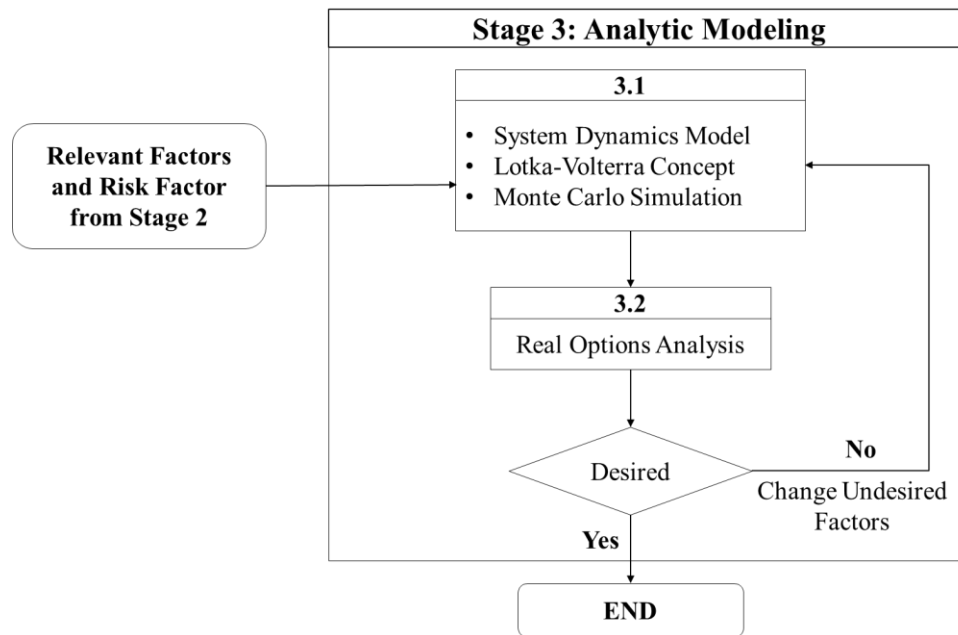 Stage 3: Analytic Modeling
3.1
• System Dynamics Model
• Lotka-Volterra Concept
• Monte Carlo Simulation
Relevant Factors
and Risk Factor
from Stage 2
3.2
Real Options Analysis
Desired
No
Change Undesired
Factors
Yes
END